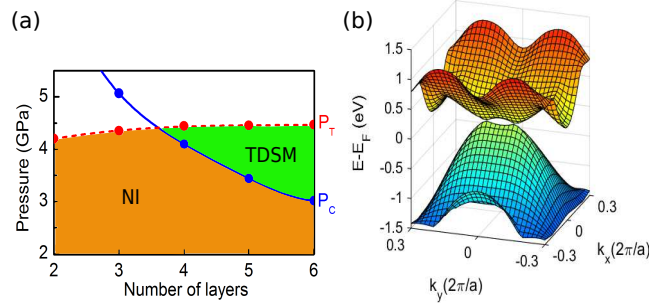 (a)
Pressure (GPa)
5
4
3
2
P_T
TDSM
NI
P_C
2 3 4 5 6
Number of layers
(b)
E-E_F (eV)
1.5
1
0.5
0
-0.5
-1
-1.5
0.3 0 -0.3
k_y(2π/a)
0.3
0
-0.3
k_x(2π/a)